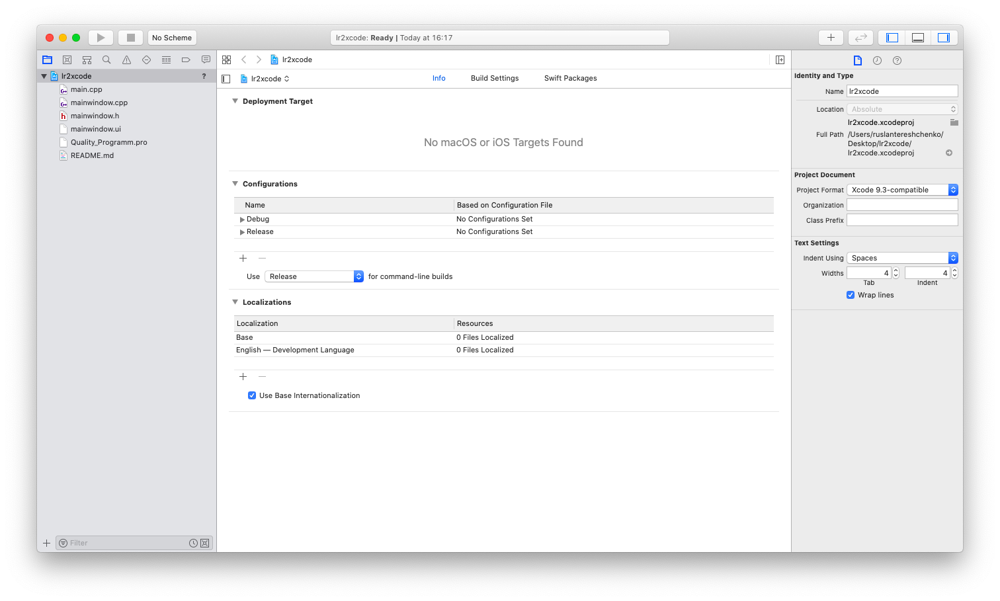 No Scheme
lr2xcode: Ready | Today at 16:17
lr2xcode
lr2xcode ?
main.cpp
mainwindow.cpp
mainwindow.h
mainwindow.ui
Quality_Programm.pro
README.md
Filter
lr2xcode
Info Build Settings Swift Packages
Deployment Target
No macOS or iOS Targets Found
Configurations
Name Based on Configuration File
Debug No Configurations Set
Release No Configurations Set
Use Release for command-line builds
Localizations
Localization Resources
Base 0 Files Localized
English — Development Language 0 Files Localized
Use Base Internationalization
Identity and Type
Name lr2xcode
Location Absolute
lr2xcode.xcodeproj
Full Path /Users/ruslantereshchenko/
Desktop/lr2xcode/
lr2xcode.xcodeproj
Project Document
Project Format Xcode 9.3-compatible
Organization
Class Prefix
Text Settings
Indent Using Spaces
Widths 4 4
Tab Indent
Wrap lines